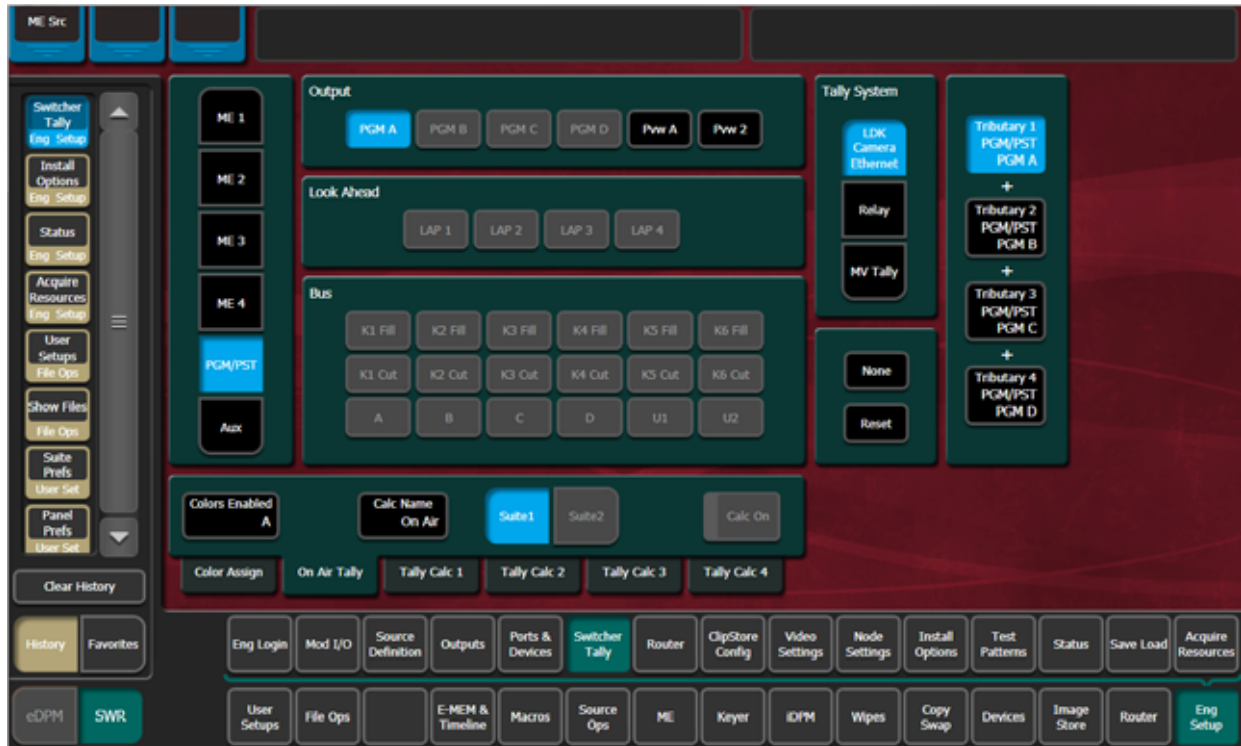 ME Src
Switcher
Tally
Eng Setup
Install
Options
Eng Setup
Status
Eng Setup
Acquire
Resources
Eng Setup
User
Setups
File Ops
Show Files
File Ops
Suite
Prefs
User Set
Panel
Prefs
User Set
Clear History
History
Favorites
eDPM
SWR
ME 1
ME 2
ME 3
ME 4
PGM/PST
Aux
Output
PGM A
PGM B
PGM C
PGM D
Pvw A
Pvw 2
Look Ahead
LAP 1
LAP 2
LAP 3
LAP 4
Bus
K1 Fill
K2 Fill
K3 Fill
K4 Fill
K5 Fill
K6 Fill
K1 Cut
K2 Cut
K3 Cut
K4 Cut
K5 Cut
K6 Cut
A
B
C
D
U1
U2
Tally System
LDK
Camera
Ethernet
Relay
MV Tally
None
Reset
Tributary 1
PGM/PST
PGM A
+
Tributary 2
PGM/PST
PGM B
+
Tributary 3
PGM/PST
PGM C
+
Tributary 4
PGM/PST
PGM D
Colors Enabled
A
Calc Name
On Air
Suite1
Suite2
Calc On
Color Assign
On Air Tally
Tally Calc 1
Tally Calc 2
Tally Calc 3
Tally Calc 4
Eng Login
Mod I/O
Source
Definition
Outputs
Ports &
Devices
Switcher
Tally
Router
ClipStore
Config
Video
Settings
Node
Settings
Install
Options
Test
Patterns
Status
Save Load
Acquire
Resources
User
Setups
File Ops
E-MEM &
Timeline
Macros
Source
Ops
ME
Keyer
iDPM
Wipes
Copy
Swap
Devices
Image
Store
Router
Eng
Setup